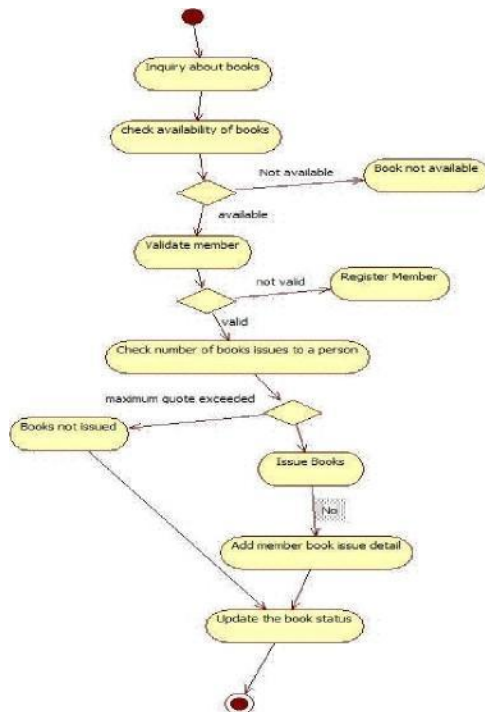 Inquiry about books
check availability of books
Not available
Book not available
available
Validate member
not valid
Register Member
valid
Check number of books issues to a person
maximum quote exceeded
Books not issued
Issue Books
No
Add member book issue detail
Update the book status